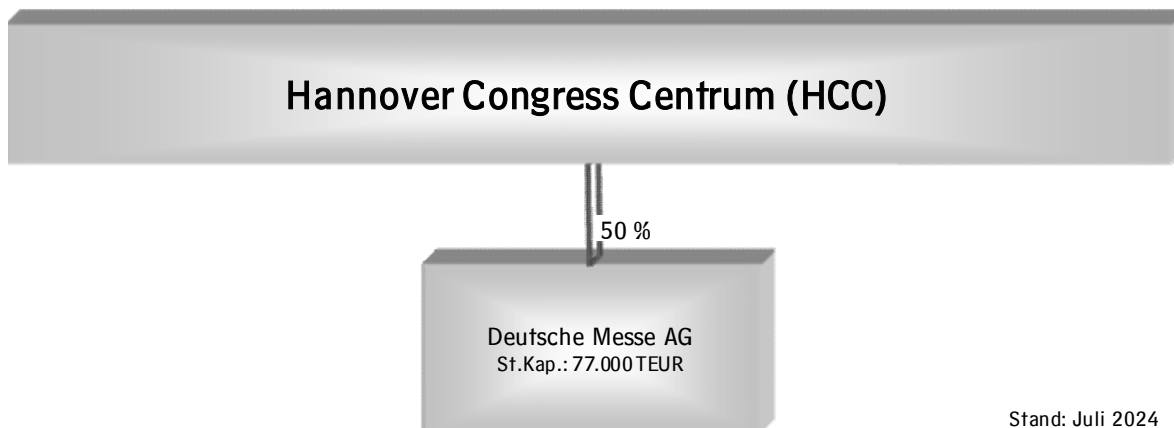 Hannover Congress Centrum (HCC)
50 %
Deutsche Messe AG
St.Kap.: 77.000 TEUR
Stand: Juli 2024